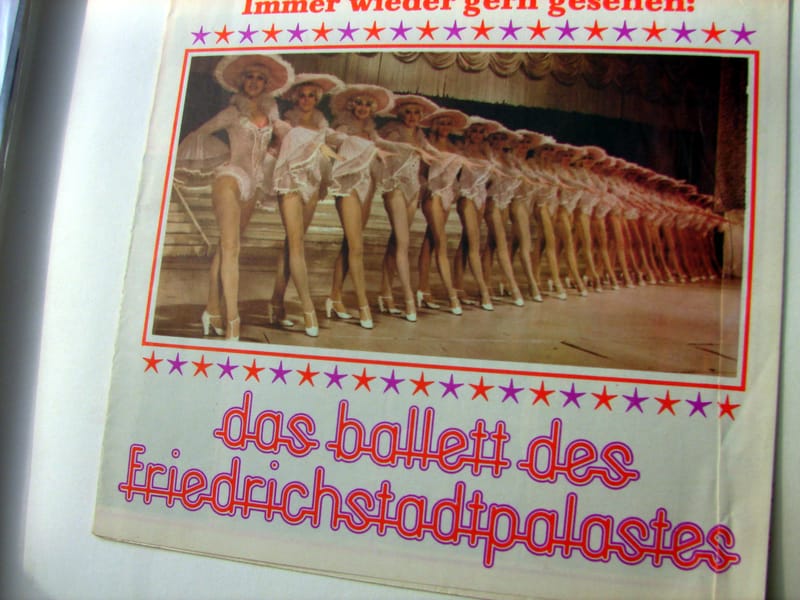 Immer wieder gern gesehen:
das ballett des
friedrichstadtpalastes